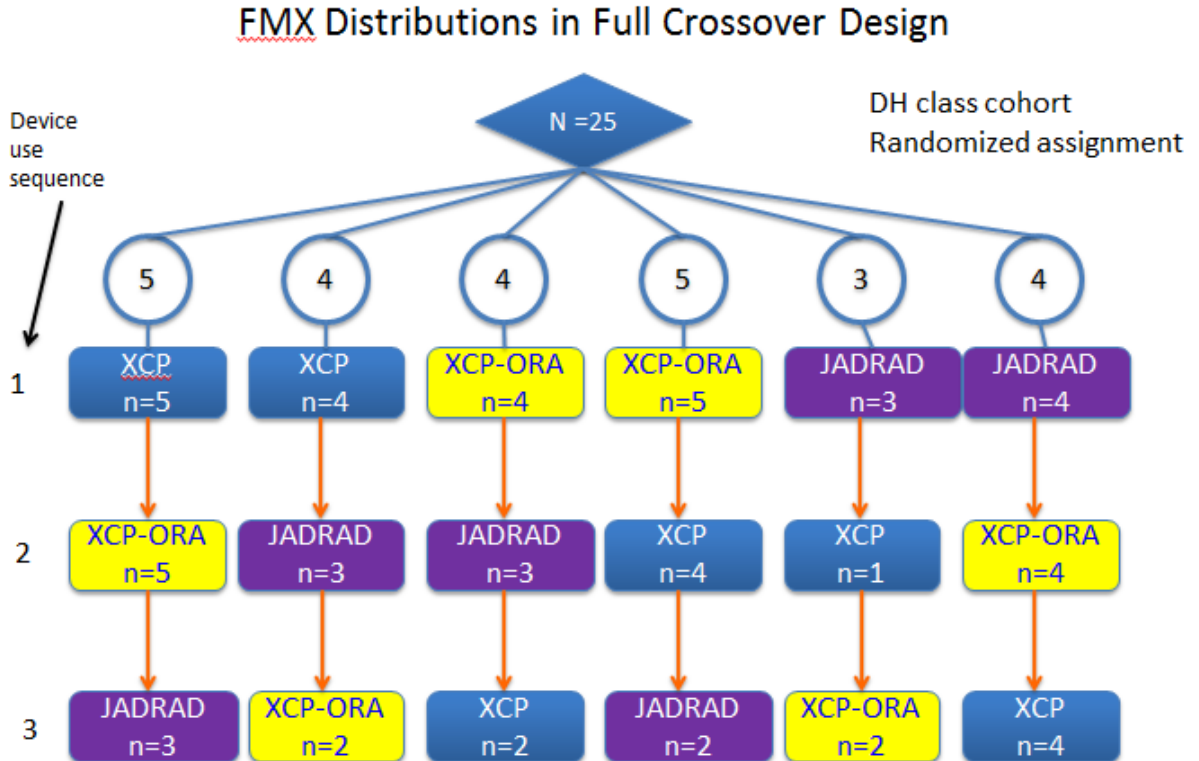 FMX Distributions in Full Crossover Design
N =25
DH class cohort
Randomized assignment
Device
use
sequence
5
4
4
5
3
4
1
XCP
n=5
XCP
n=4
XCP-ORA
n=4
XCP-ORA
n=5
JADRAD
n=3
JADRAD
n=4
2
XCP-ORA
n=5
JADRAD
n=3
JADRAD
n=3
XCP
n=4
XCP
n=1
XCP-ORA
n=4
3
JADRAD
n=3
XCP-ORA
n=2
XCP
n=2
JADRAD
n=2
XCP-ORA
n=2
XCP
n=4